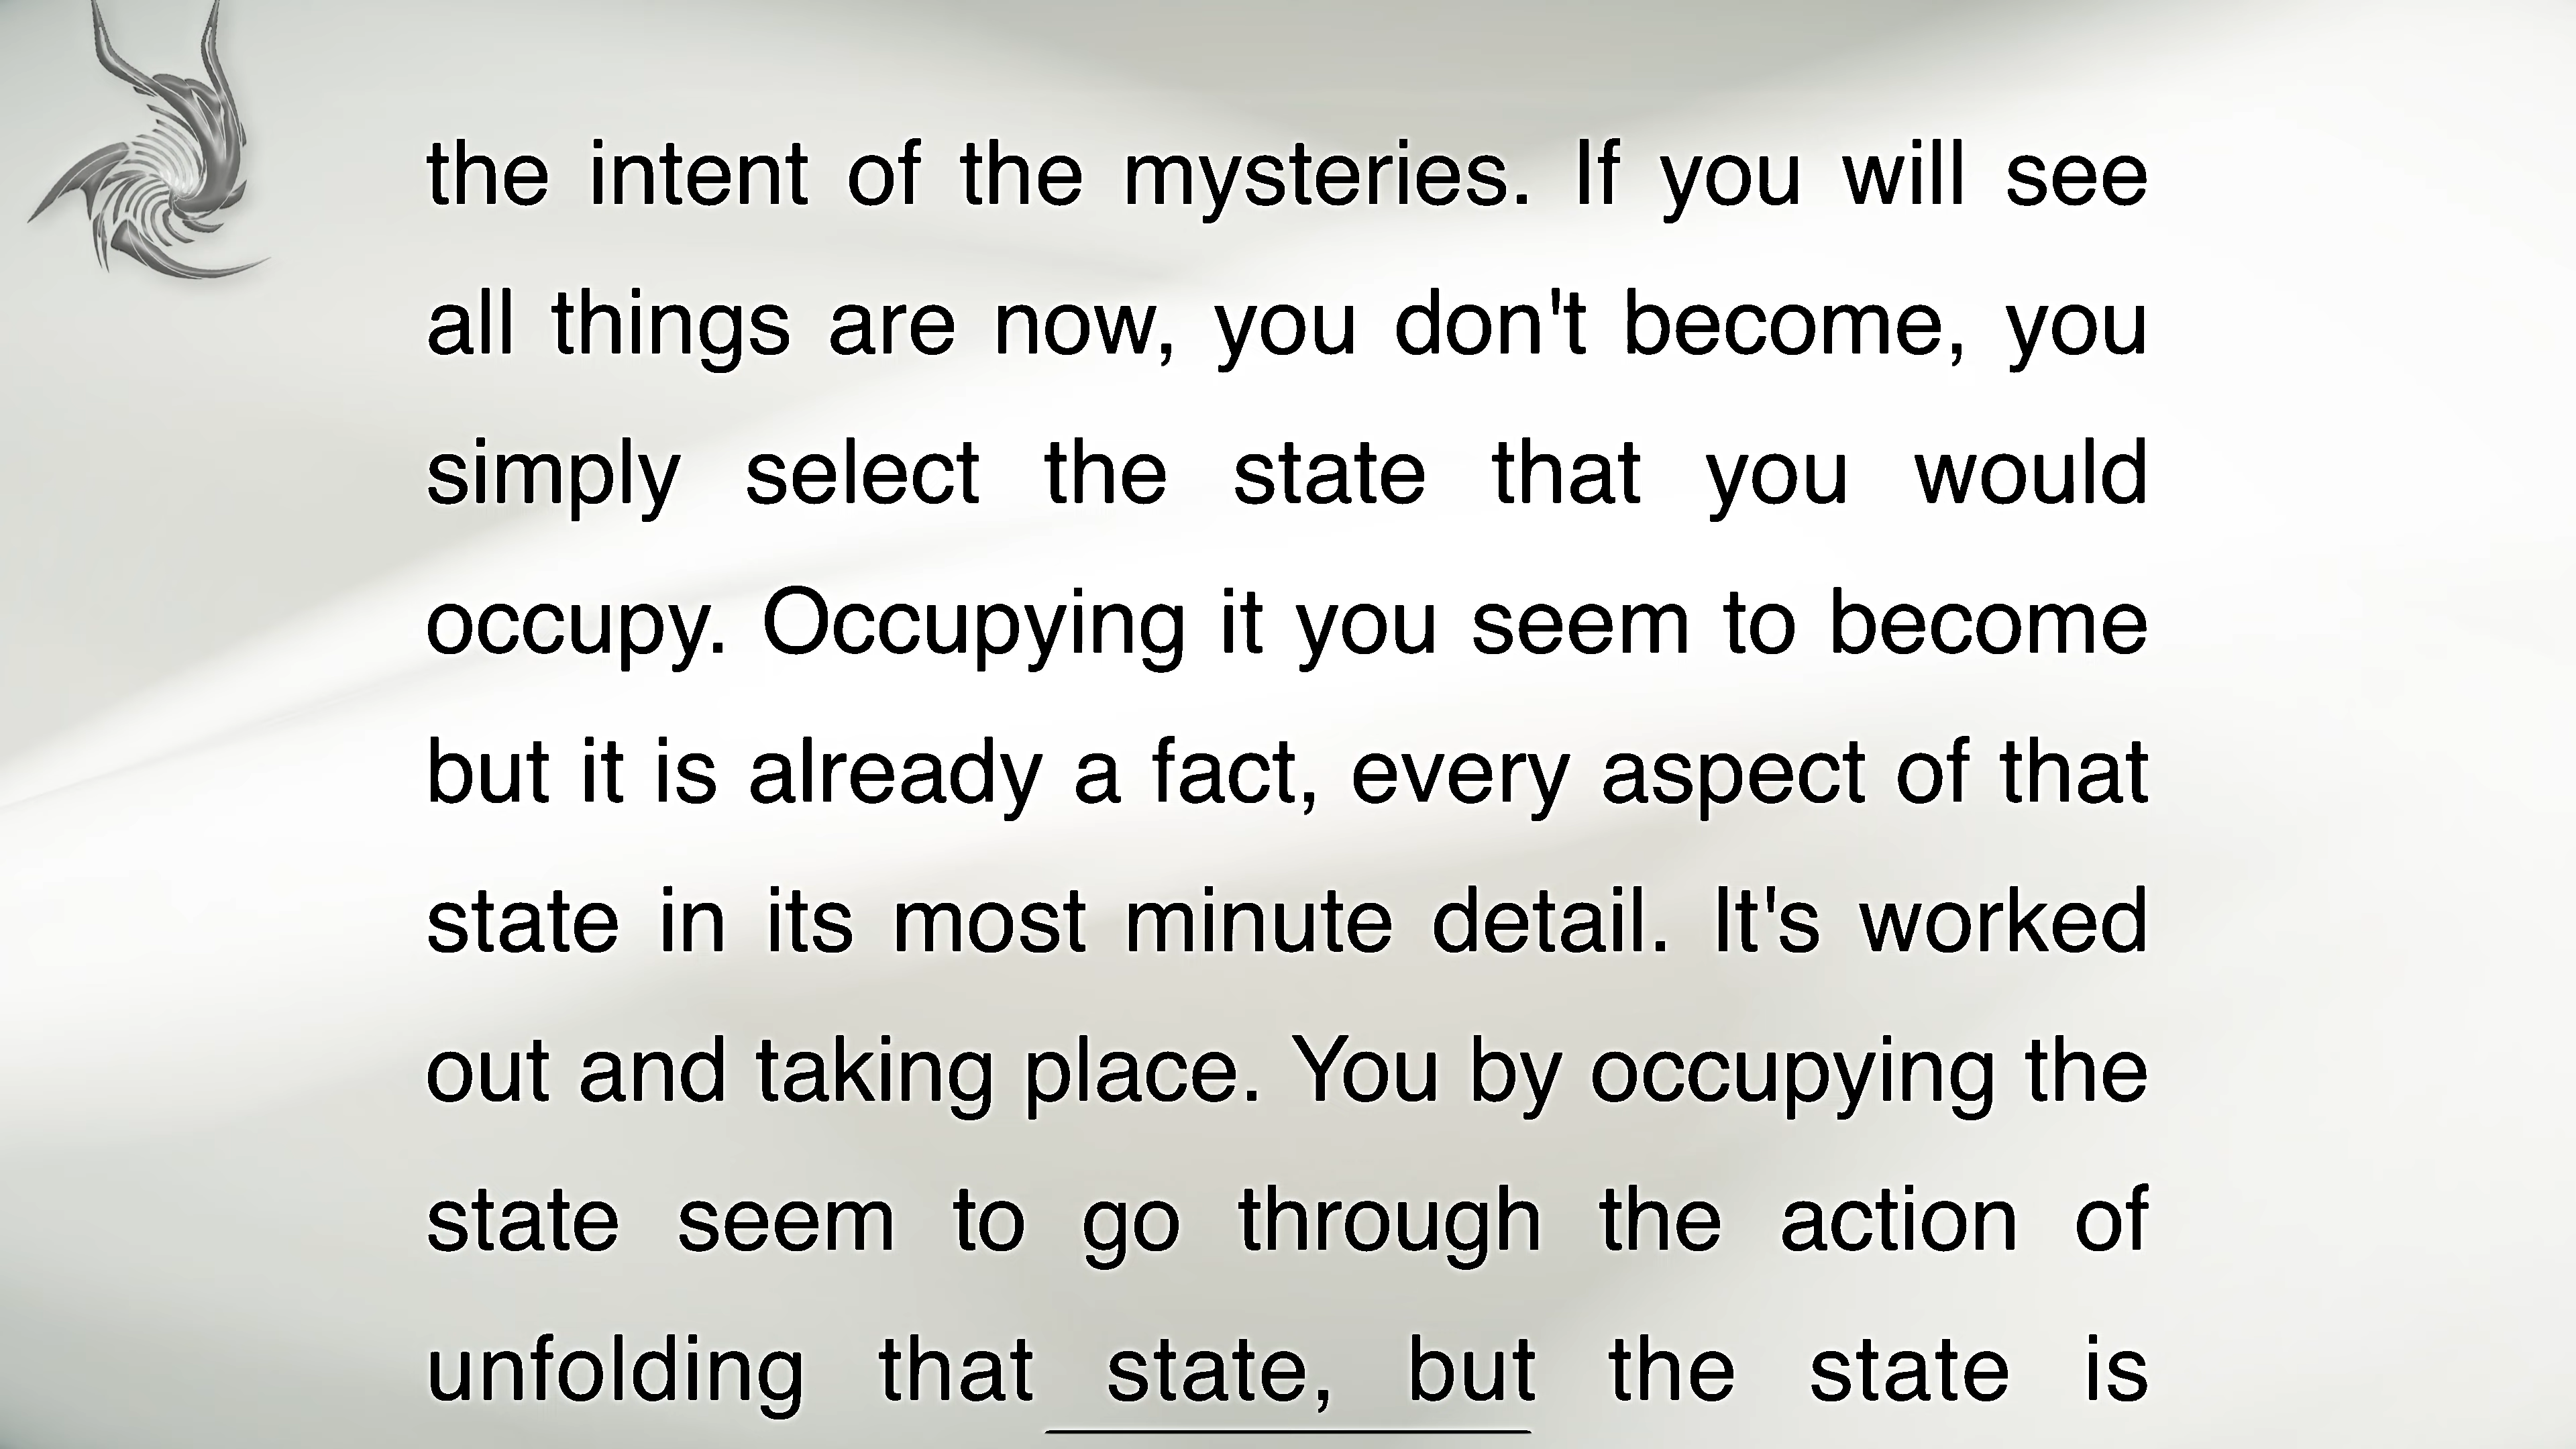 the intent of the mysteries. If you will see
all things are now, you don't become, you
simply select the state that you would
occupy. Occupying it you seem to become
but it is already a fact, every aspect of that
state in its most minute detail. It's worked
out and taking place. You by occupying the
state seem to go through the action of
unfolding that state, but the state is